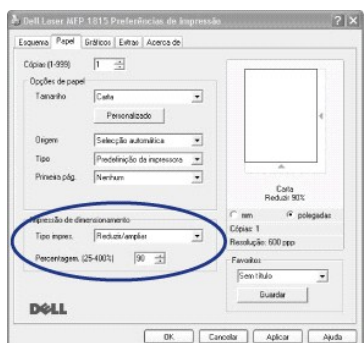 Dell Laser MFP 1815 Preferências de impressão
Esquema Papel Gráficos Extras Acerca de
Cópias (1-999) 1
Opções de papel
Tamanho Carta
Personalizado
Origem Selecção automática
Tipo Predefinição da impressora
Primeira pág. Nenhum
Carta
Reduzir 90%
mm polegadas
Cópias: 1
Resolução: 600 ppp
Impressão de dimensionamento
Tipo impres. Reduzir/ampliar
Percentagem. (25-400%) 90
Favoritos
Sem título
Guardar
DELL
OK Cancelar Aplicar Ajuda